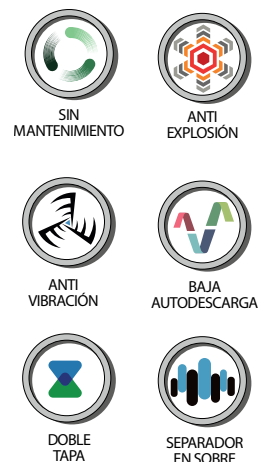 SIN
MANTENIMIENTO
ANTI
EXPLOSIÓN
ANTI
VIBRACIÓN
BAJA
AUTODESCARGA
DOBLE
TAPA
SEPARADOR
EN SOBRE